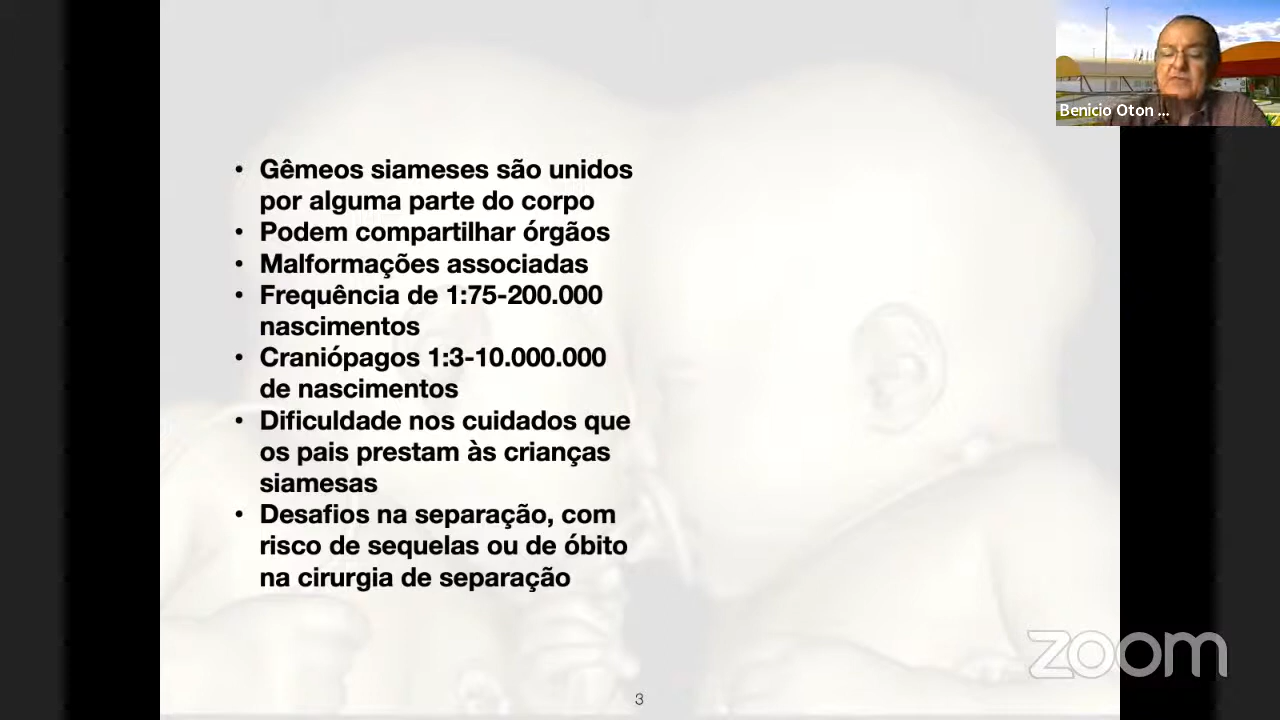 Benicio Oton ...
• Gêmeos siameses são unidos
por alguma parte do corpo
• Podem compartilhar órgãos
• Malformações associadas
• Frequência de 1:75-200.000
nascimentos
• Craniópagos 1:3-10.000.000
de nascimentos
• Dificuldade nos cuidados que
os pais prestam às crianças
siamesas
• Desafios na separação, com
risco de sequelas ou de óbito
na cirurgia de separação
zoom
3